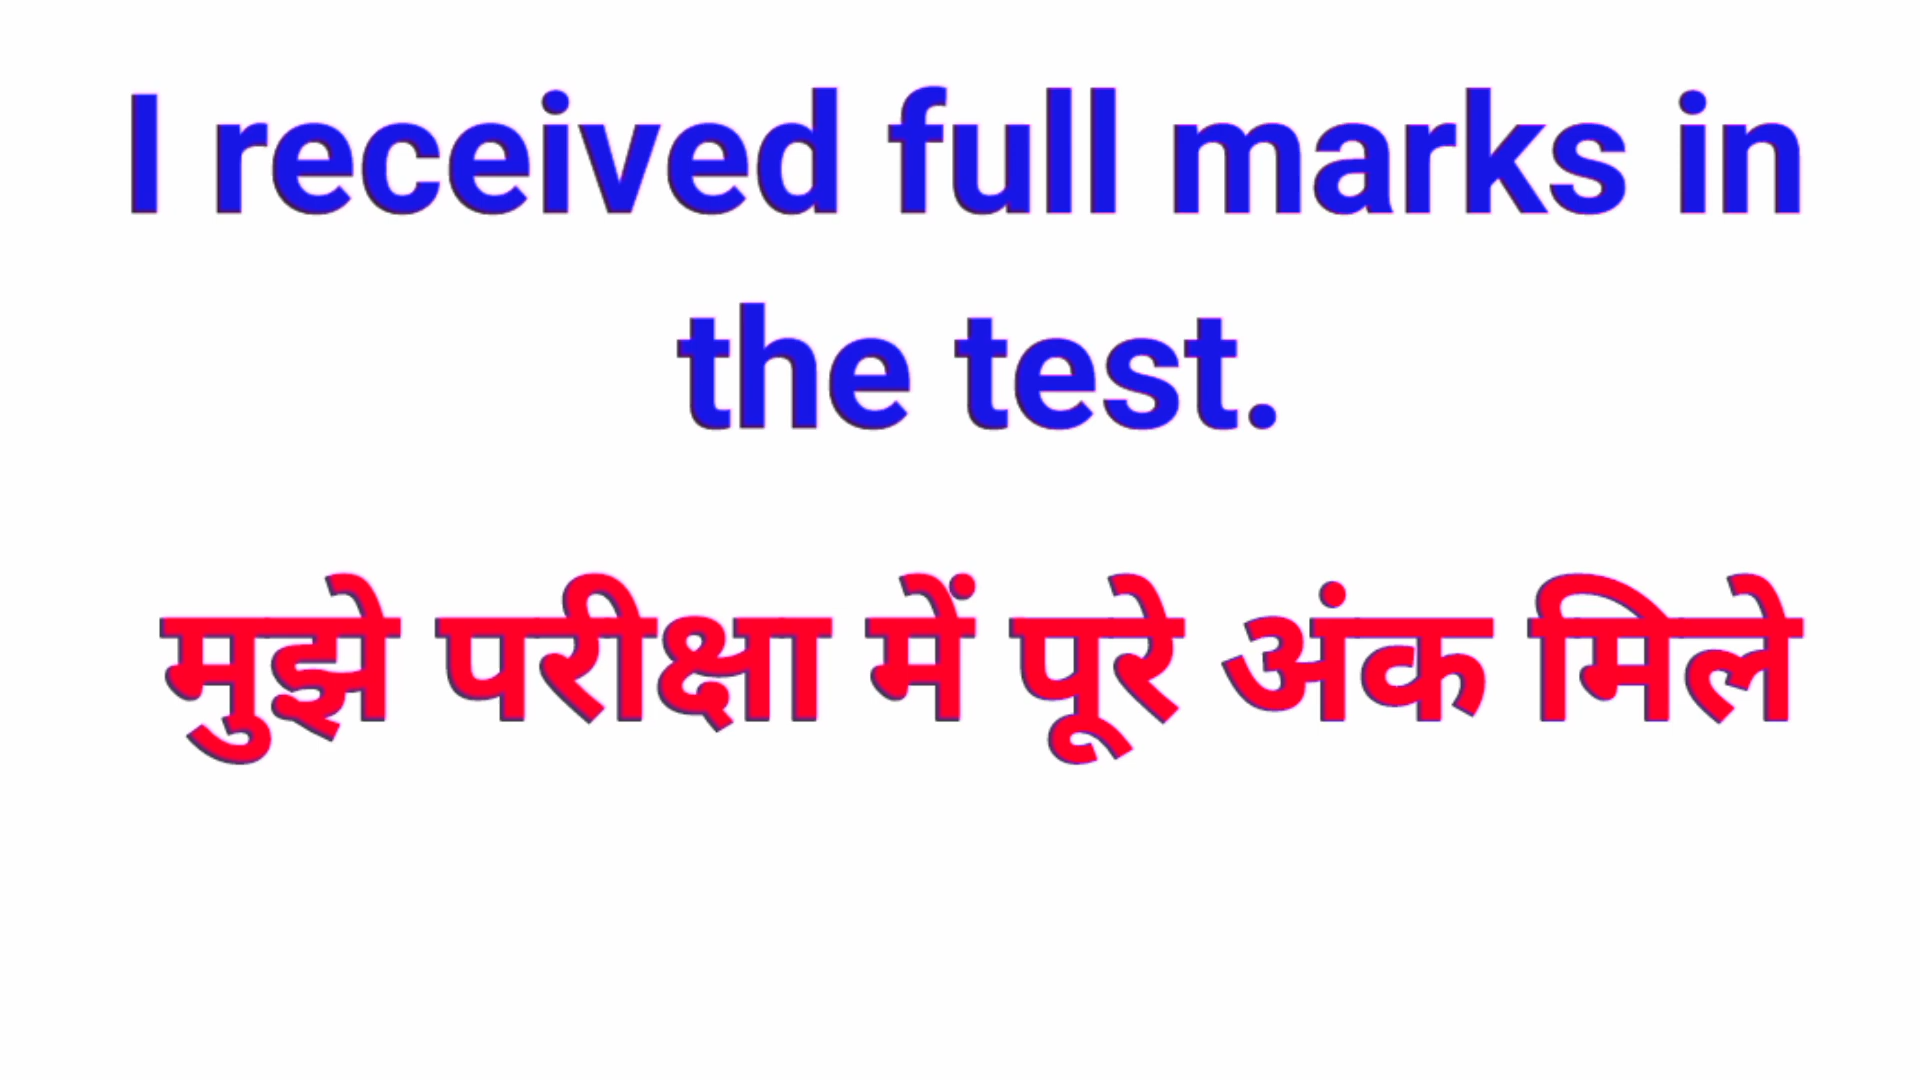 I received full marks in
the test.
मुझे परीक्षा में पूरे अंक मिले